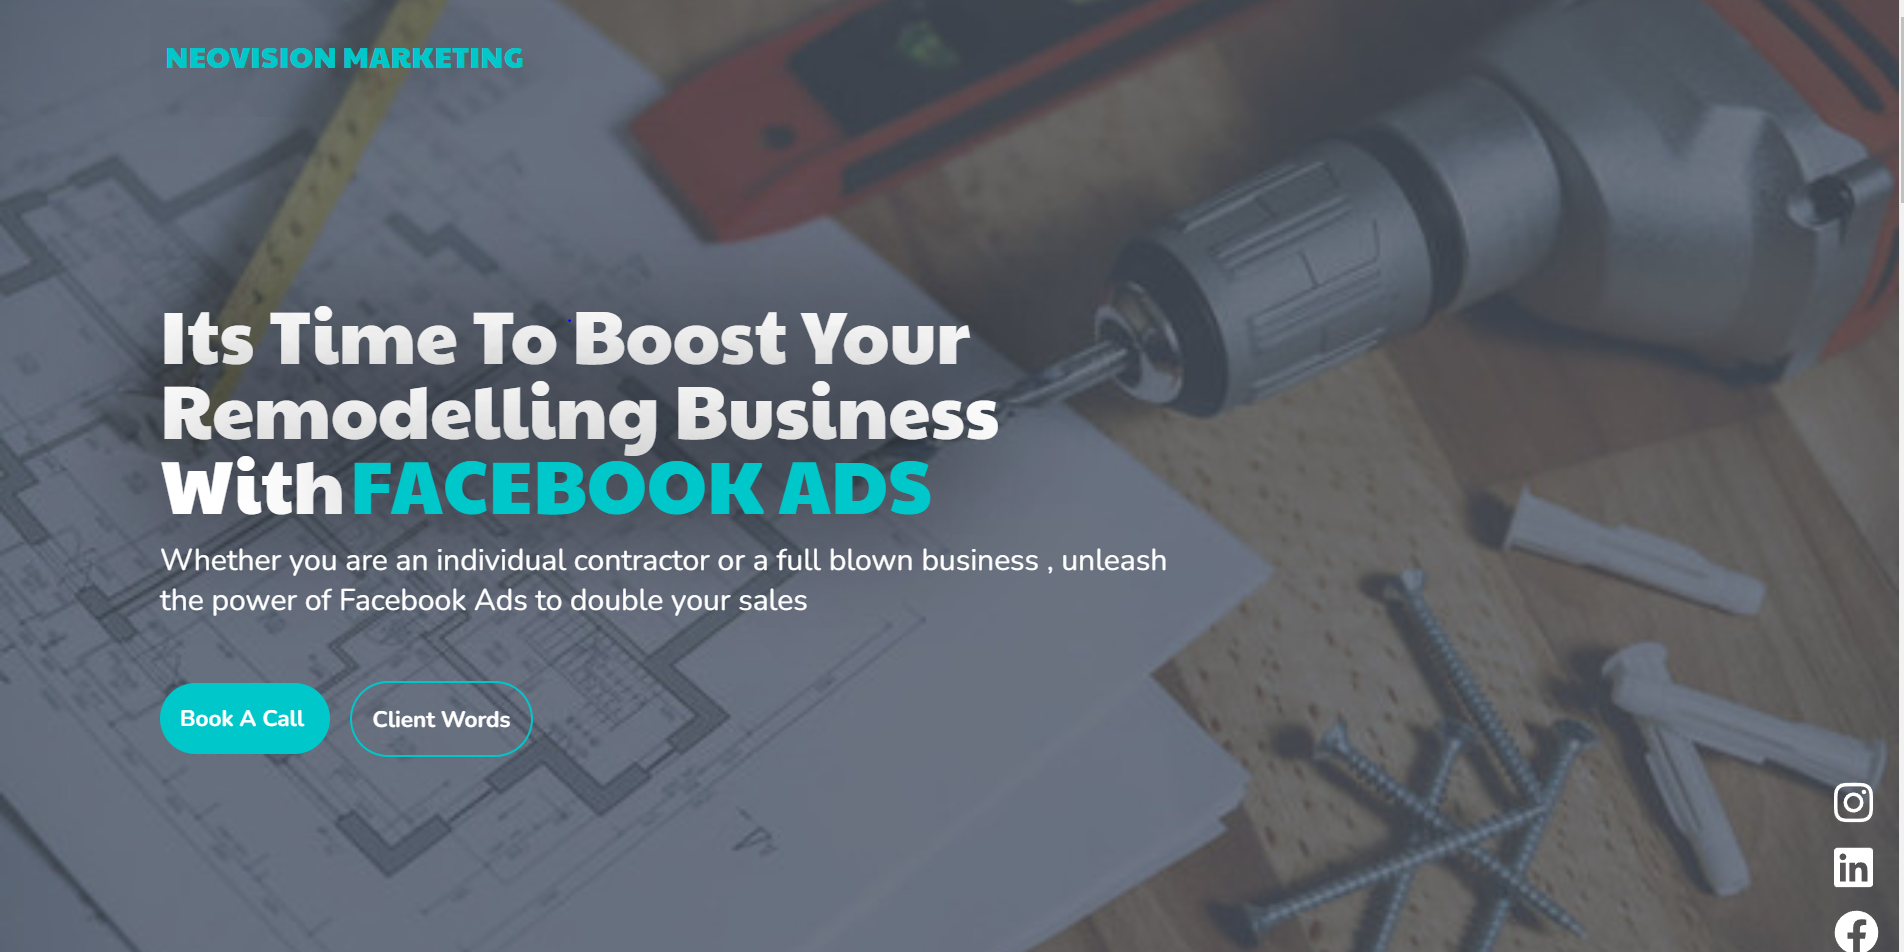 NEOVISION MARKETING
Its Time To Boost Your
Remodelling Business
With FACEBOOK ADS
Whether you are an individual contractor or a full blown business , unleash
the power of Facebook Ads to double your sales
Book A Call
Client Words